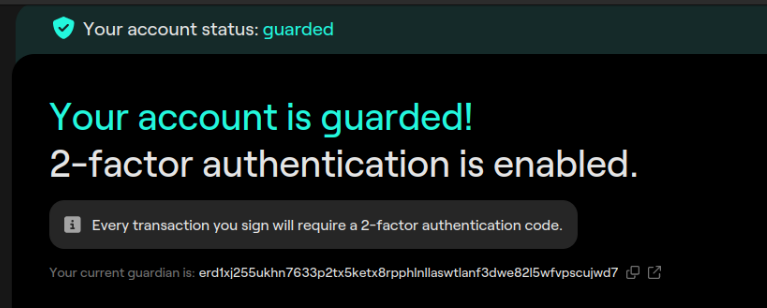 Your account status: guarded
Your account is guarded!
2-factor authentication is enabled.
Every transaction you sign will require a 2-factor authentication code.
Your current guardian is: erd1xj255ukhn7633p2tx5ketx8rpphlnllaswtlanf3dwe82l5wfvpscujwd7